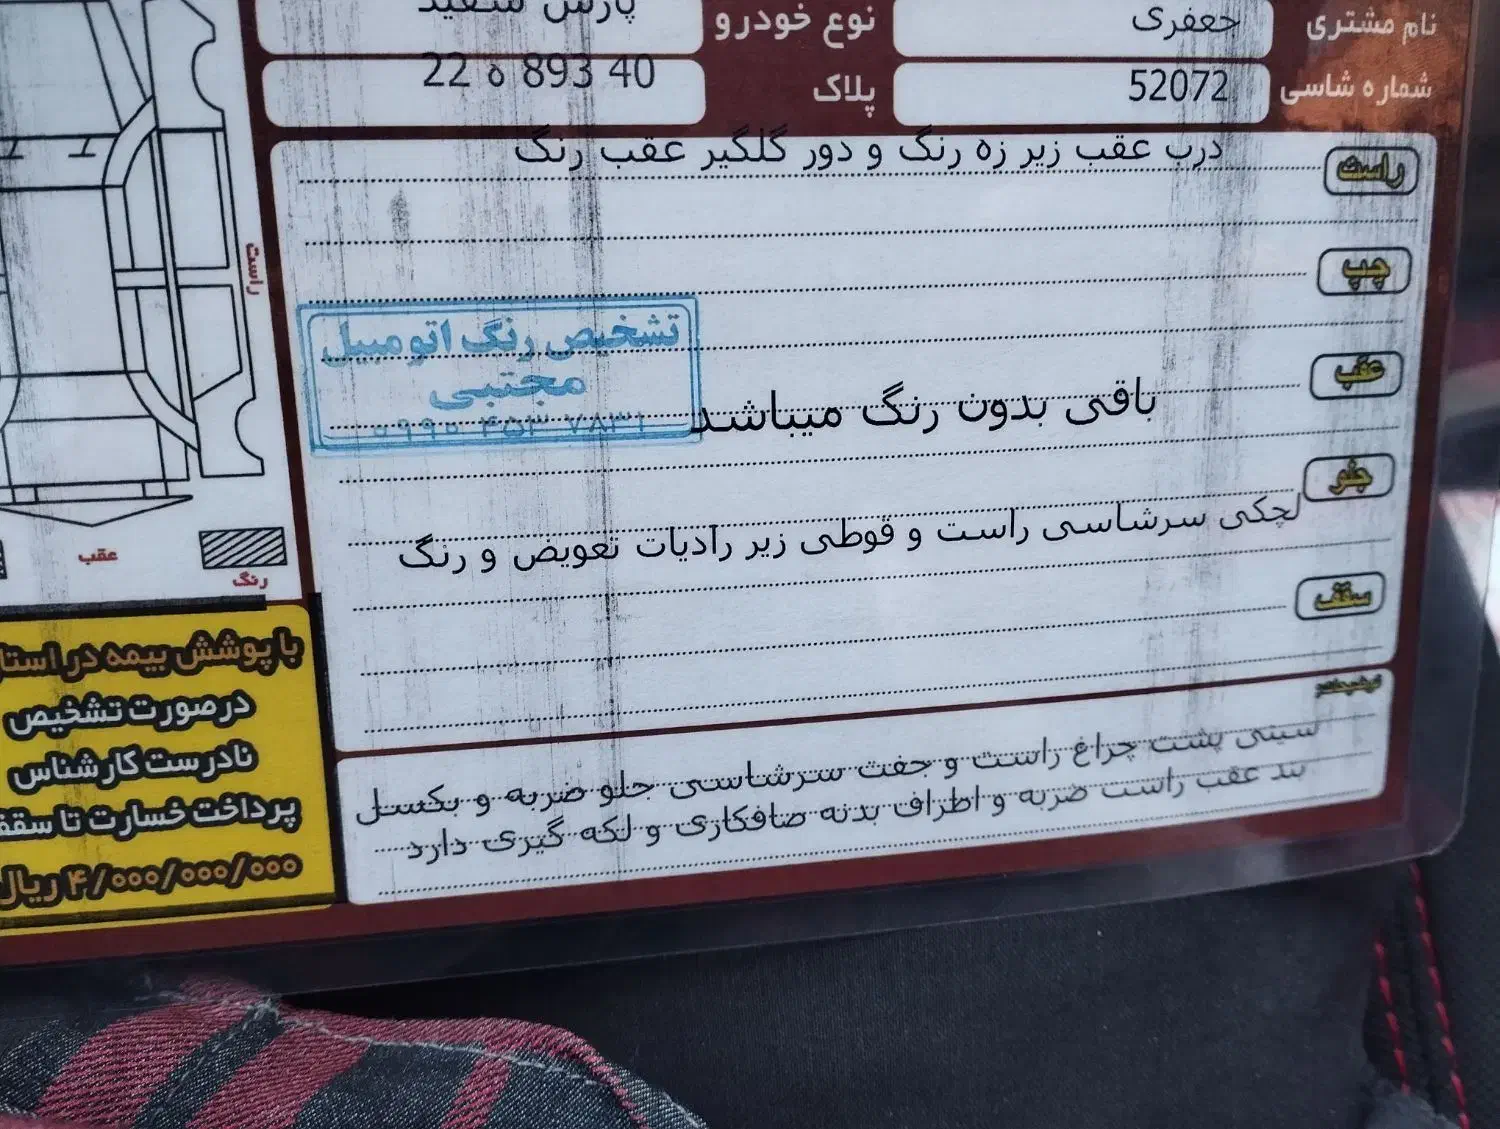 نام مشتری جعفری نوع خودرو پارس سفید
شماره شاسی 52072 پلاک 22 ه 893 40
راست درب عقب زیر زه رنگ و دور گلگیر عقب رنگ
چپ
عقب
باقی بدون رنگ میباشد
جلو
لچکی سرشاسی راست و قوطی زیر رادیات تعویض و رنگ
سقف
توضیحات:
سینی پشت چراغ راست و جفت سرشاسی جلو ضربه و بکسل
بند عقب راست ضربه و اطراف بدنه صافکاری و لکه گیری دارد
تشخیص رنگ اتومبیل
مجتبی
۰۹۹۰ ۴۵۳ ۷۸۳۱
راست
عقب
رنگ
با پوشش بیمه در
درصورت تشخیص
نادرست کارشناس
پرداخت خسارت تا سقف
۴/۰۰۰/۰۰۰/۰۰۰ ریال